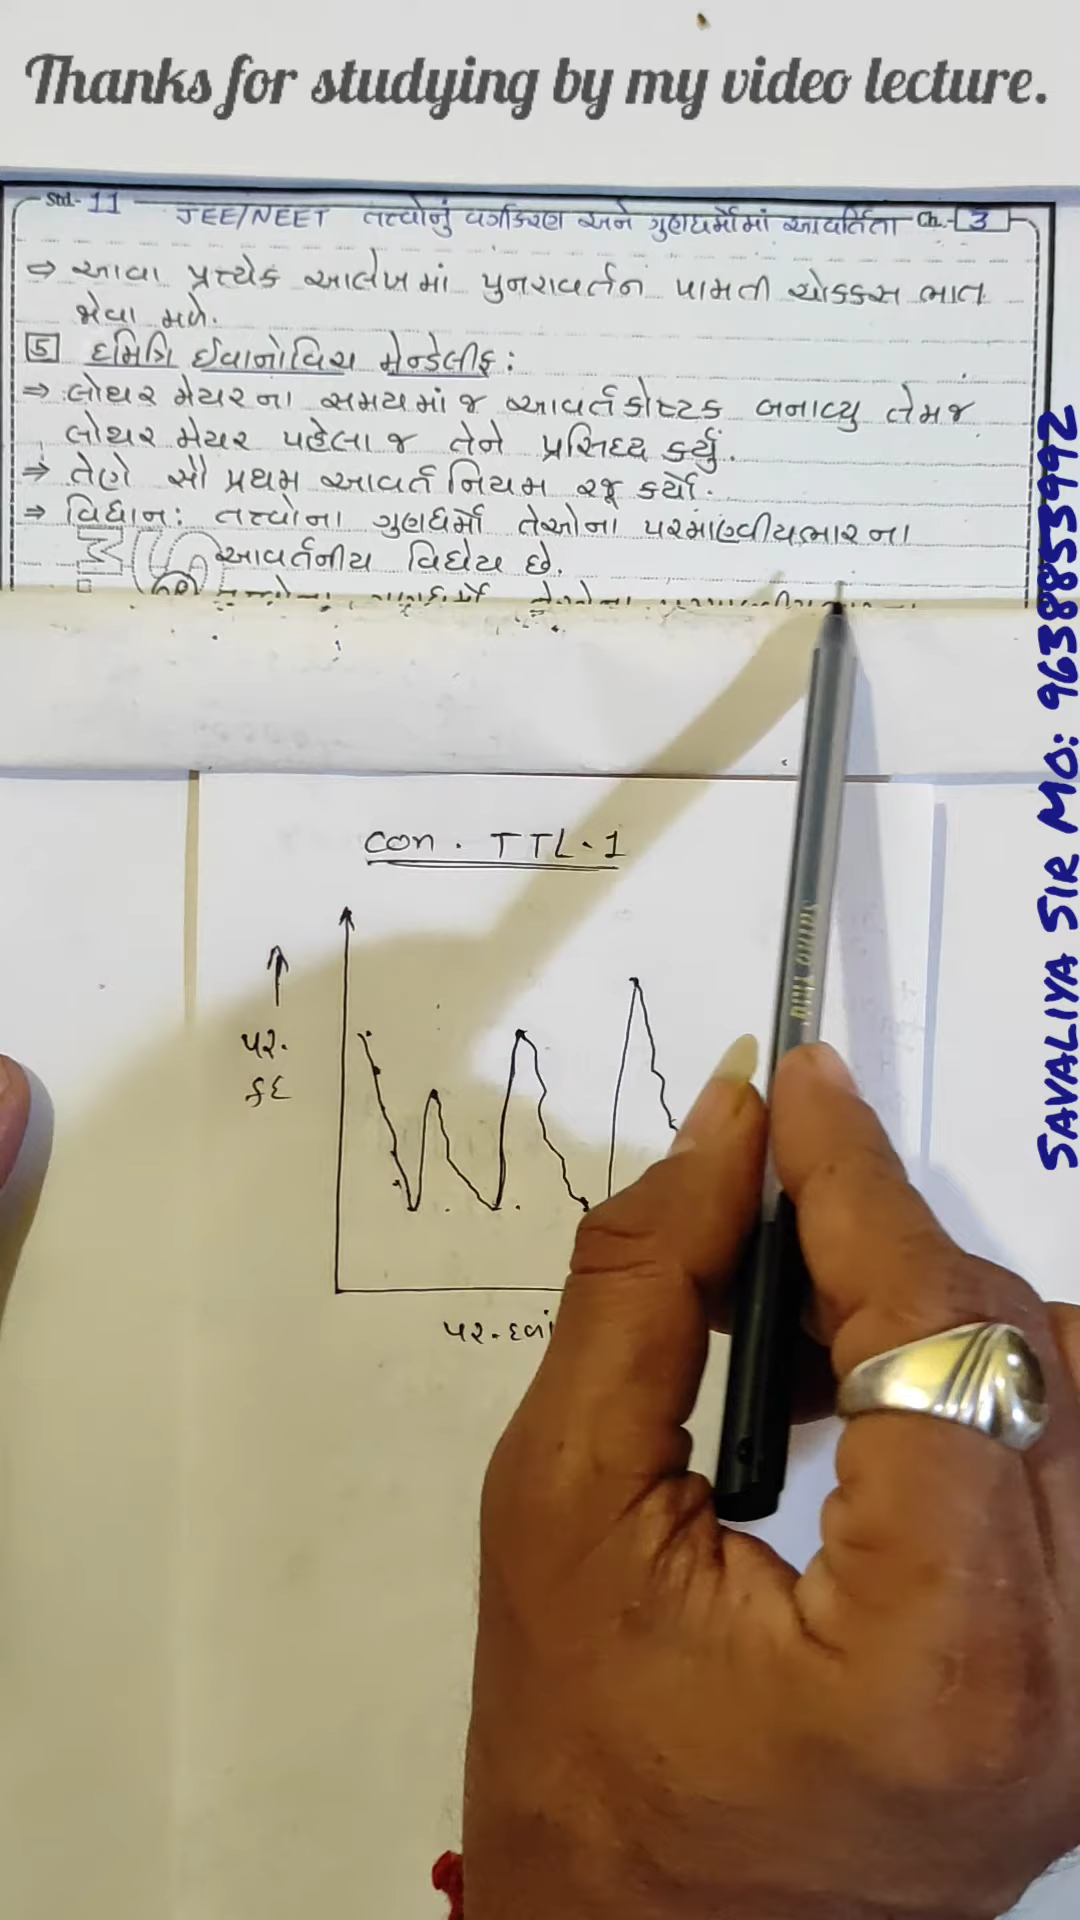 Thanks for studying by my video lecture.
Std- 11 JEE/NEET તત્ત્વોનું વર્ગીકરણ અને ગુણધર્મોમાં આવર્તિતા Ch.- 3
⇒ આવા પ્રત્યેક આલેખમાં પુનરાવર્તન પામતી ચોક્કસ ભાત
જોવા મળે.
5 દમિત્રિ ઈવાનોવિચ મેન્ડેલીફ :
⇒ લોથર મેયરના સમયમાં જ આવર્તકોષ્ટક બનાવ્યુ તેમજ
લોથર મેયર પહેલા જ તેને પ્રસિદ્ધ કર્યું.
⇒ તેણે સૌ પ્રથમ આવર્ત નિયમ રજૂ કર્યો.
⇒ વિધાન: તત્ત્વોના ગુણધર્મો તેઓના પરમાણ્વીયભારના
આવર્તનીય વિધેય છે.
con. TTL-1
પર.
કદ
પર.
SAVALIYA SIR MO: 9638853992